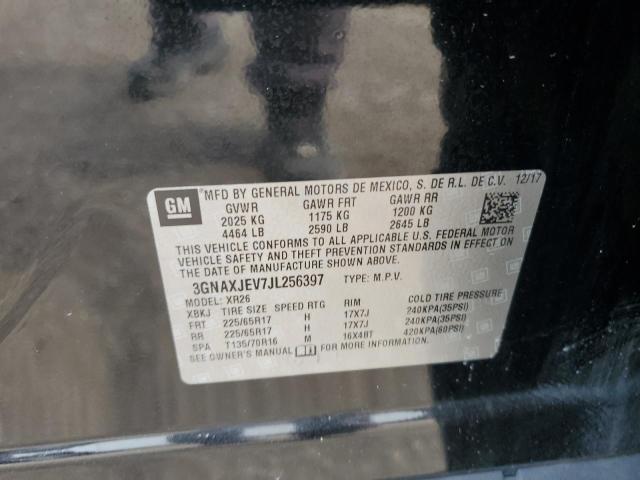 GM
MFD BY GENERAL MOTORS DE MEXICO, S. DE R.L. DE C.V. 12/17
GVWR GAWR FRT GAWR RR
2025 KG 1175 KG 1200 KG
4464 LB 2590 LB 2645 LB
THIS VEHICLE CONFORMS TO ALL APPLICABLE U.S. FEDERAL MOTOR
VEHICLE SAFETY AND THEFT PREVENTION STANDARDS IN EFFECT ON
THE DATE OF MANUFACTURE SHOWN ABOVE.
3GNAXJEV7JL256397 TYPE: M.P.V.
MODEL: XR26
XBKJ TIRE SIZE SPEED RTG RIM COLD TIRE PRESSURE
FRT 225/65R17 H 17X7J 240KPA(35PSI)
RR 225/65R17 H 17X7J 240KPA(35PSI)
SPA T135/70R16 M 16X4BT 420KPA(60PSI)
SEE OWNER'S MANUAL FOR MORE INFORMATION.